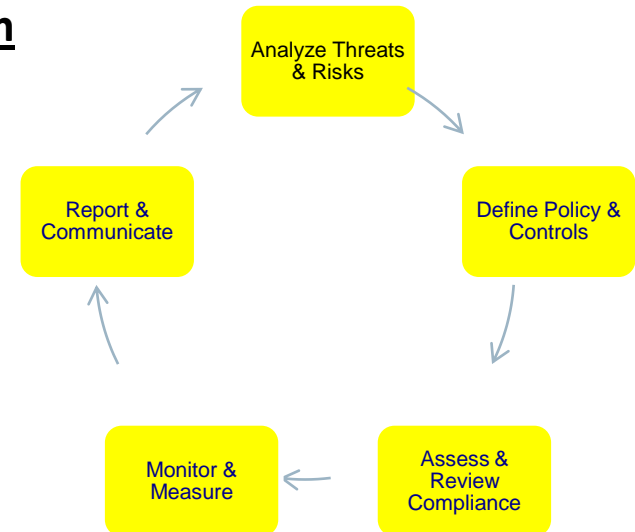 n
Analyze Threats
& Risks
Define Policy &
Controls
Assess &
Review
Compliance
Monitor &
Measure
Report &
Communicate